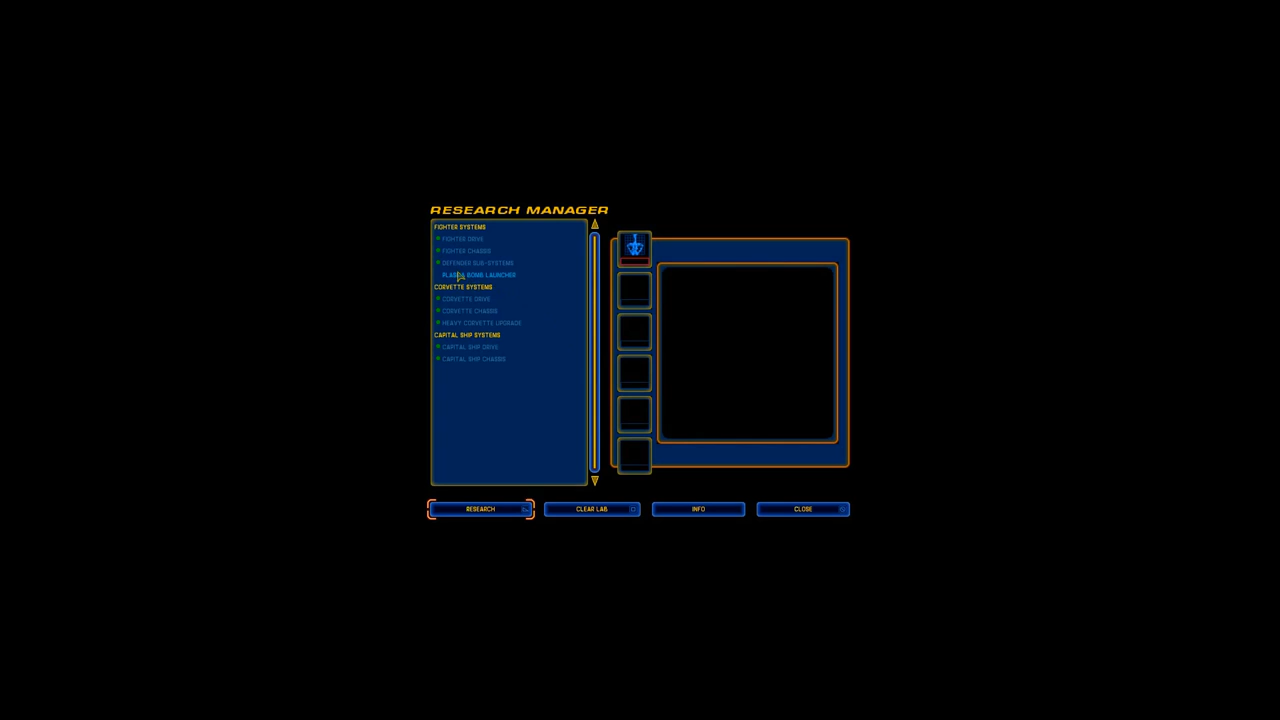 RESEARCH MANAGER
FIGHTER SYSTEMS
FIGHTER DRIVE
FIGHTER CHASSIS
DEFENDER SUB-SYSTEMS
PLASMA BOMB LAUNCHER
CORVETTE SYSTEMS
CORVETTE DRIVE
CORVETTE CHASSIS
HEAVY CORVETTE UPGRADE
CAPITAL SHIP SYSTEMS
CAPITAL SHIP DRIVE
CAPITAL SHIP CHASSIS
RESEARCH CLEAR LAB INFO CLOSE